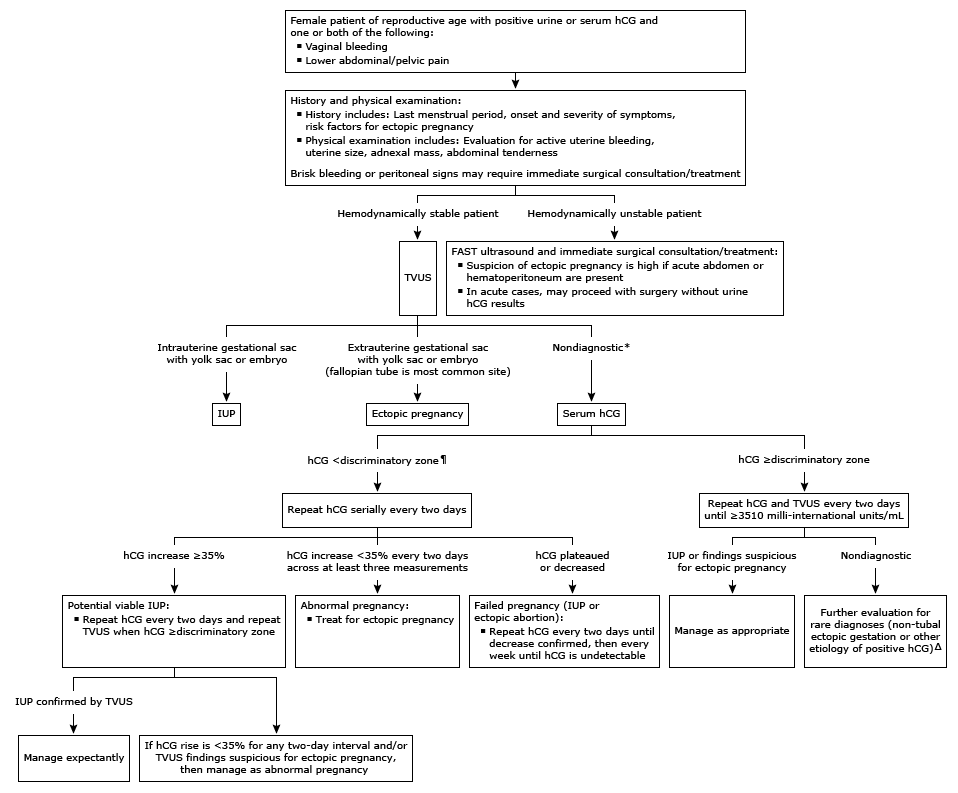 Female patient of reproductive age with positive urine or serum hCG and
one or both of the following:
▪ Vaginal bleeding
▪ Lower abdominal/pelvic pain
History and physical examination:
▪ History includes: Last menstrual period, onset and severity of symptoms,
risk factors for ectopic pregnancy
▪ Physical examination includes: Evaluation for active uterine bleeding,
uterine size, adnexal mass, abdominal tenderness
Brisk bleeding or peritoneal signs may require immediate surgical consultation/treatment
Hemodynamically stable patient
Hemodynamically unstable patient
TVUS
FAST ultrasound and immediate surgical consultation/treatment:
▪ Suspicion of ectopic pregnancy is high if acute abdomen or
hematoperitoneum are present
▪ In acute cases, may proceed with surgery without urine
hCG results
Intrauterine gestational sac
with yolk sac or embryo
Extrauterine gestational sac
with yolk sac or embryo
(fallopian tube is most common site)
Nondiagnostic*
IUP
Ectopic pregnancy
Serum hCG
hCG <discriminatory zone¶
hCG ≥discriminatory zone
Repeat hCG serially every two days
Repeat hCG and TVUS every two days
until ≥3510 milli-international units/mL
hCG increase ≥35%
hCG increase <35% every two days
across at least three measurements
hCG plateaued
or decreased
IUP or findings suspicious
for ectopic pregnancy
Nondiagnostic
Potential viable IUP:
▪ Repeat hCG every two days and repeat
TVUS when hCG ≥discriminatory zone
Abnormal pregnancy:
▪ Treat for ectopic pregnancy
Failed pregnancy (IUP or
ectopic abortion):
▪ Repeat hCG every two days until
decrease confirmed, then every
week until hCG is undetectable
Manage as appropriate
Further evaluation for
rare diagnoses (non-tubal
ectopic gestation or other
etiology of positive hCG)Δ
IUP confirmed by TVUS
Manage expectantly
If hCG rise is <35% for any two-day interval and/or
TVUS findings suspicious for ectopic pregnancy,
then manage as abnormal pregnancy